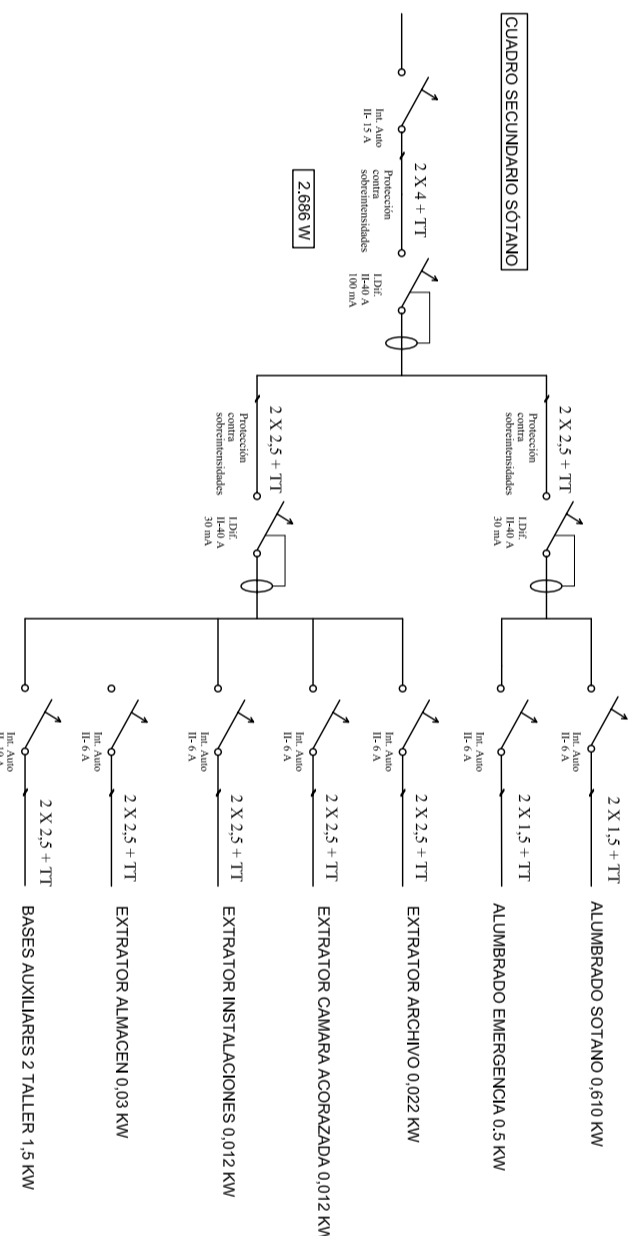 CUADRO SECUNDARIO SÓTANO
Int. Auto
II- 15 A
2 X 4 + TT
Protección
contra
sobreintensidades
2.686 W
I.Dif.
II-40 A
100 mA
2 X 2,5 + TT
Protección
contra
sobreintensidades
I.Dif.
II-40 A
30 mA
2 X 2,5 + TT
Protección
contra
sobreintensidades
I.Dif.
II-40 A
30 mA
Int. Auto
II- 6 A
2 X 1,5 + TT
ALUMBRADO SOTANO 0,610 KW
Int. Auto
II- 6 A
2 X 1,5 + TT
ALUMBRADO EMERGENCIA 0.5 KW
Int. Auto
II- 6 A
2 X 2,5 + TT
EXTRATOR ARCHIVO 0,022 KW
Int. Auto
II- 6 A
2 X 2,5 + TT
EXTRATOR CAMARA ACORAZADA 0,012 KW
Int. Auto
II- 6 A
2 X 2,5 + TT
EXTRATOR INSTALACIONES 0,012 KW
Int. Auto
II- 6 A
2 X 2,5 + TT
EXTRATOR ALMACEN 0,03 KW
Int. Auto
II- 10 A
2 X 2,5 + TT
BASES AUXILIARES 2 TALLER 1,5 KW